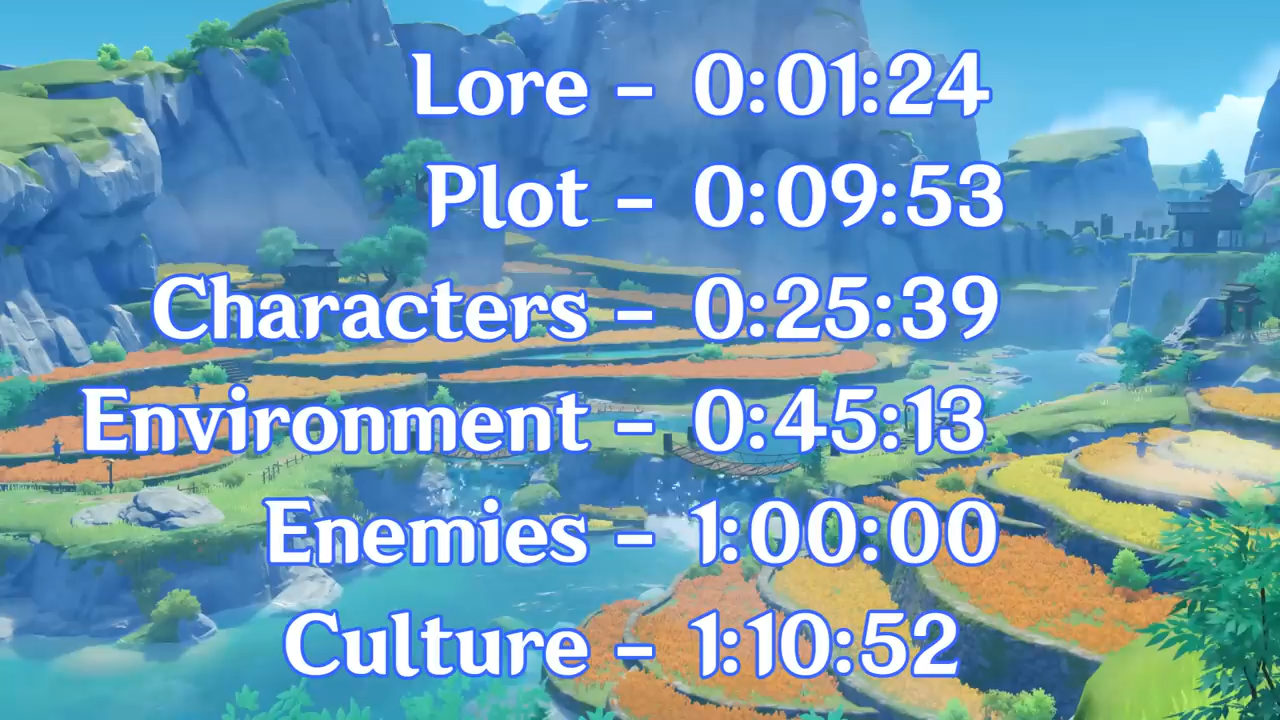 Lore - 0:01:24
Plot - 0:09:53
Characters - 0:25:39
Environment - 0:45:13
Enemies - 1:00:00
Culture - 1:10:52